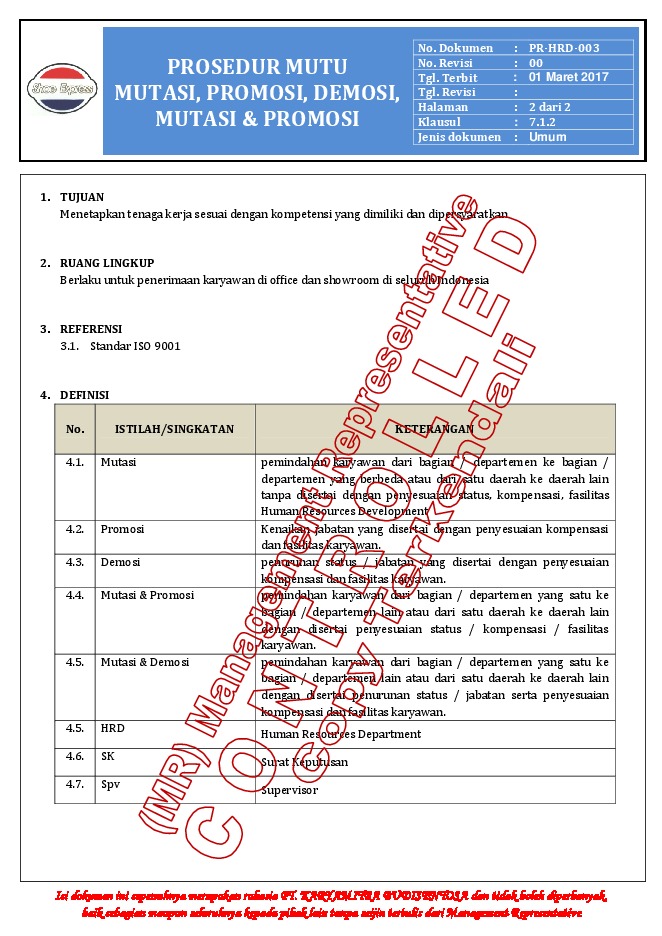 Shoe Express
PROSEDUR MUTU
MUTASI, PROMOSI, DEMOSI,
MUTASI & PROMOSI
No. Dokumen : PR-HRD-003
No. Revisi : 00
Tgl. Terbit : 01 Maret 2017
Tgl. Revisi :
Halaman : 2 dari 2
Klausul : 7.1.2
Jenis dokumen : Umum
1. TUJUAN
Menetapkan tenaga kerja sesuai dengan kompetensi yang dimiliki dan dipersyaratkan
2. RUANG LINGKUP
Berlaku untuk penerimaan karyawan di office dan showroom di seluruh Indonesia
3. REFERENSI
3.1. Standar ISO 9001
4. DEFINISI
No. ISTILAH/SINGKATAN KETERANGAN
4.1. Mutasi pemindahan karyawan dari bagian / departemen ke bagian /
departemen yang berbeda atau dari satu daerah ke daerah lain
tanpa disertai dengan penyesuaian status, kompensasi, fasilitas
Human Resources Development
4.2. Promosi Kenaikan jabatan yang disertai dengan penyesuaian kompensasi
dan fasilitas karyawan.
4.3. Demosi penurunan status / jabatan yang disertai dengan penyesuaian
kompensasi dan fasilitas karyawan.
4.4. Mutasi & Promosi pemindahan karyawan dari bagian / departemen yang satu ke
bagian / departemen lain atau dari satu daerah ke daerah lain
dengan disertai penyesuaian status / kompensasi / fasilitas
karyawan.
4.5. Mutasi & Demosi pemindahan karyawan dari bagian / departemen yang satu ke
bagian / departemen lain atau dari satu daerah ke daerah lain
dengan disertai penurunan status / jabatan serta penyesuaian
kompensasi dan fasilitas karyawan.
4.5. HRD Human Resources Department
4.6. SK Surat Keputusan
4.7. Spv Supervisor
(MR) Management Representative
CONTROLLED
Copy Terkendali
Isi dokumen ini sepenuhnya merupakan rahasia PT. KARYAMITRA BUDISENTOSA dan tidak boleh diperbanyak,
baik sebagian maupun seluruhnya kepada pihak lain tanpa seijin tertulis dari Management Representative